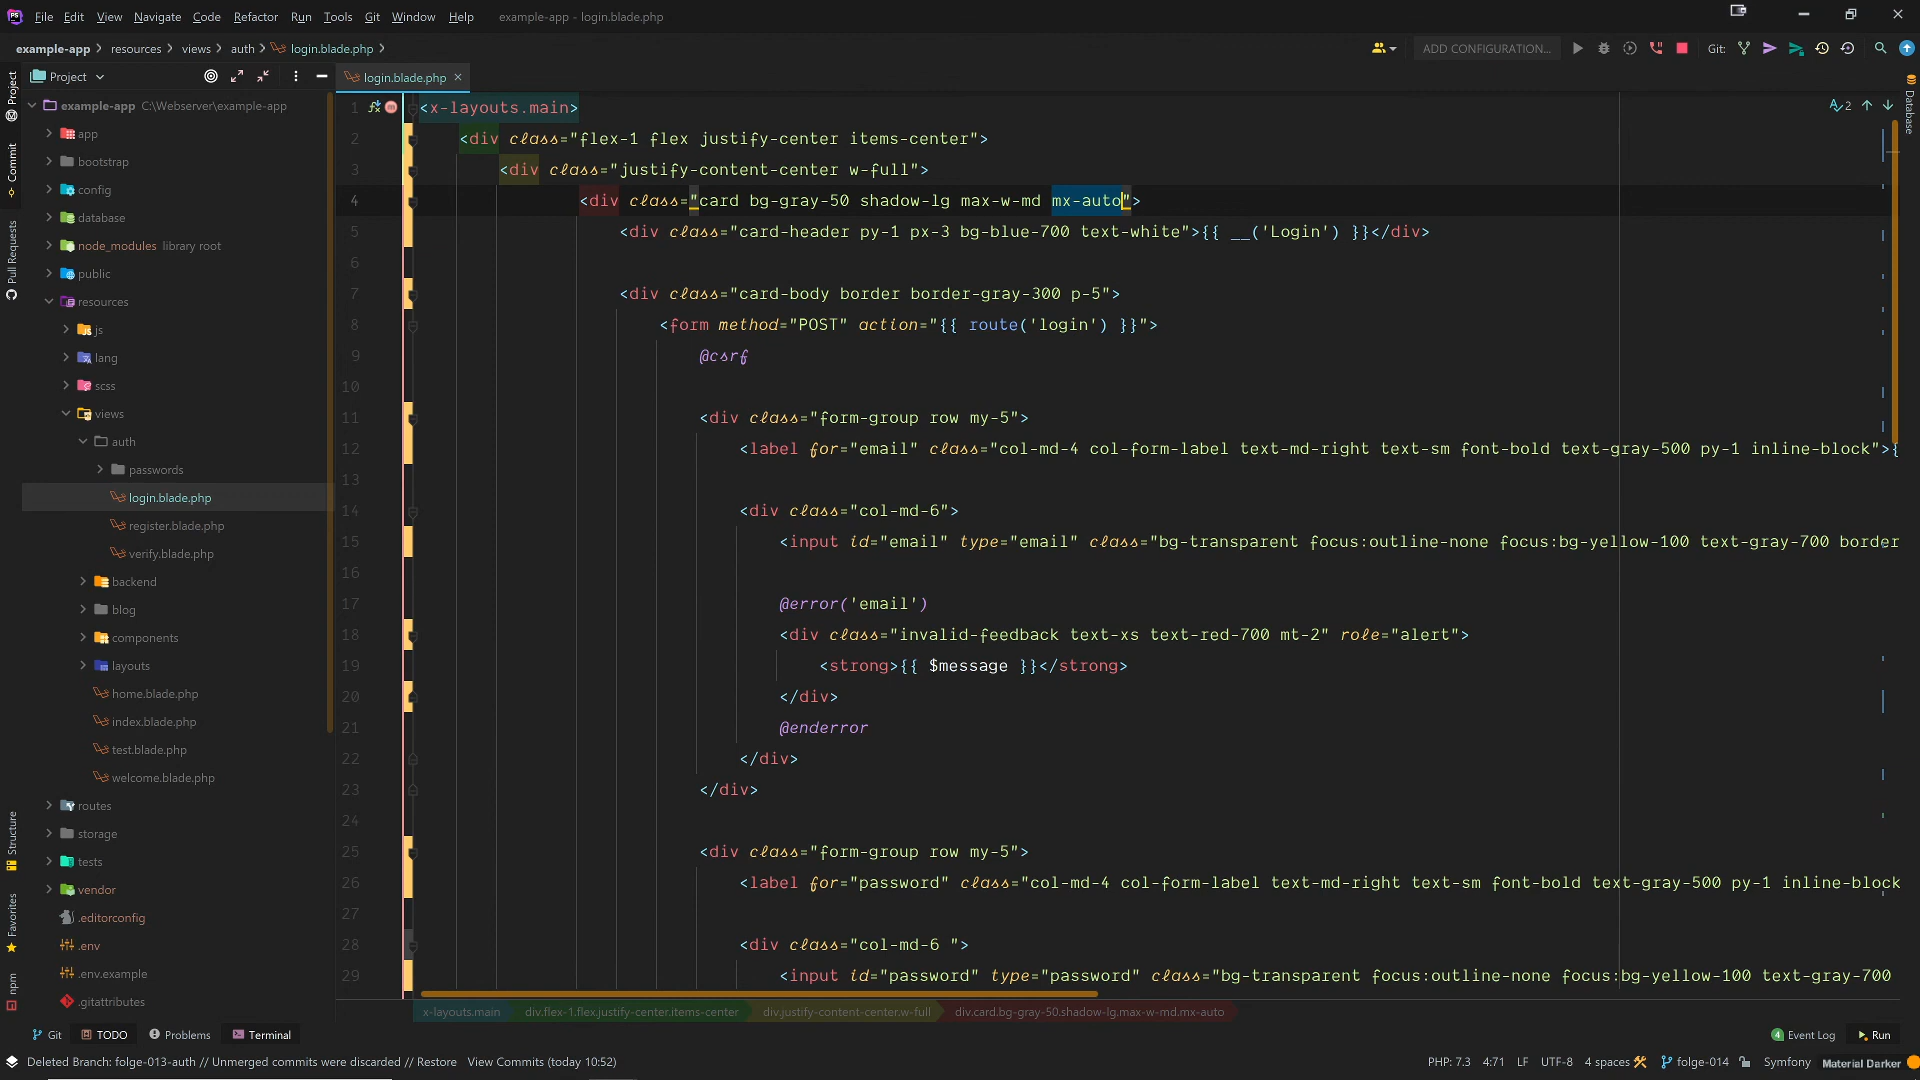 PS File Edit View Navigate Code Refactor Run Tools Git Window Help example-app - login.blade.php
example-app resources views auth login.blade.php ADD CONFIGURATION... Git:
Project login.blade.php
example-app C:\Webserver\example-app
app
bootstrap
config
database
node_modules library root
public
resources
js
lang
scss
views
auth
passwords
login.blade.php
register.blade.php
verify.blade.php
backend
blog
components
layouts
home.blade.php
index.blade.php
test.blade.php
welcome.blade.php
routes
storage
tests
vendor
.editorconfig
.env
.env.example
.gitattributes
Project
Commit
Pull Requests
Structure
Favorites
npm
Database
2
1 <x-layouts.main>
2 <div class="flex-1 flex justify-center items-center">
3 <div class="justify-content-center w-full">
4 <div class="card bg-gray-50 shadow-lg max-w-md mx-auto">
5 <div class="card-header py-1 px-3 bg-blue-700 text-white">{{ __('Login') }}</div>
6
7 <div class="card-body border border-gray-300 p-5">
8 <form method="POST" action="{{ route('login') }}">
9 @csrf
10
11 <div class="form-group row my-5">
12 <label for="email" class="col-md-4 col-form-label text-md-right text-sm font-bold text-gray-500 py-1 inline-block">{
13
14 <div class="col-md-6">
15 <input id="email" type="email" class="bg-transparent focus:outline-none focus:bg-yellow-100 text-gray-700 border
16
17 @error('email')
18 <div class="invalid-feedback text-xs text-red-700 mt-2" role="alert">
19 <strong>{{ $message }}</strong>
20 </div>
21 @enderror
22 </div>
23 </div>
24
25 <div class="form-group row my-5">
26 <label for="password" class="col-md-4 col-form-label text-md-right text-sm font-bold text-gray-500 py-1 inline-block
27
28 <div class="col-md-6 ">
29 <input id="password" type="password" class="bg-transparent focus:outline-none focus:bg-yellow-100 text-gray-700
x-layouts.main div.flex-1.flex.justify-center.items-center div.justify-content-center.w-full div.card.bg-gray-50.shadow-lg.max-w-md.mx-auto
Git TODO Problems Terminal 4 Event Log Run
Deleted Branch: folge-013-auth // Unmerged commits were discarded // Restore View Commits (today 10:52) PHP: 7.3 4:71 LF UTF-8 4 spaces folge-014 Symfony Material Darker